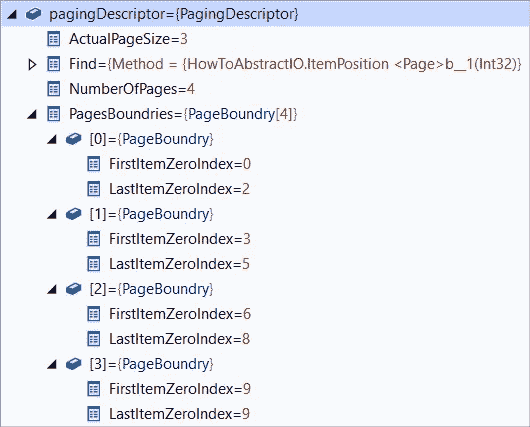 pagingDescriptor={PagingDescriptor}
ActualPageSize=3
Find={Method = {HowToAbstractIO.ItemPosition <Page>b__1(Int32)}
NumberOfPages=4
PagesBoundries={PageBoundry[4]}
[0]={PageBoundry}
FirstItemZeroIndex=0
LastItemZeroIndex=2
[1]={PageBoundry}
FirstItemZeroIndex=3
LastItemZeroIndex=5
[2]={PageBoundry}
FirstItemZeroIndex=6
LastItemZeroIndex=8
[3]={PageBoundry}
FirstItemZeroIndex=9
LastItemZeroIndex=9